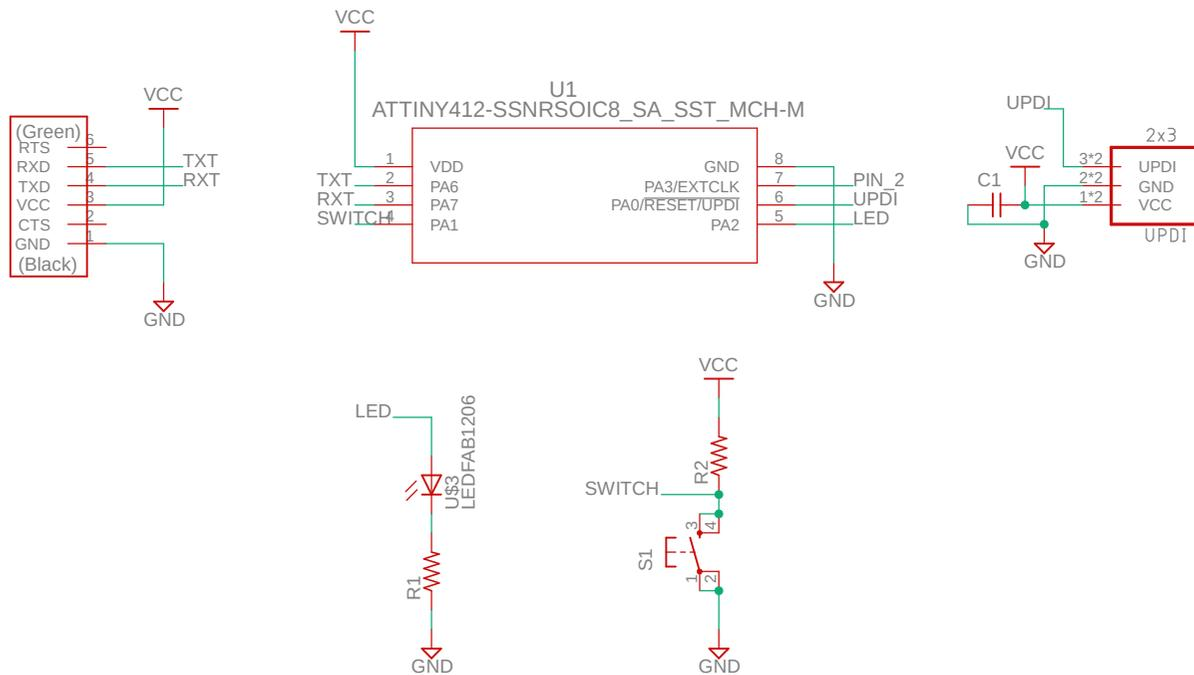 VCC
(Green)
RTS 6
RXD 5 TXT
TXD 4 RXT
VCC 3
CTS 2
GND 1
(Black)
GND
VCC
U1
ATTINY412-SSNRSOIC8_SA_SST_MCH-M
1 VDD GND 8
TXT 2 PA6 PA3/EXTCLK 7 PIN_2
RXT 3 PA7 PA0/RESET/UPDI 6 UPDI
SWITCH 4 PA1 PA2 5 LED
GND
UPDI
2x3
VCC
C1
3*2 UPDI
2*2 GND
1*2 VCC
UPDI
GND
LED
U$3
LEDFAB1206
R1
GND
VCC
R2
SWITCH
3 4
S1
1 2
GND